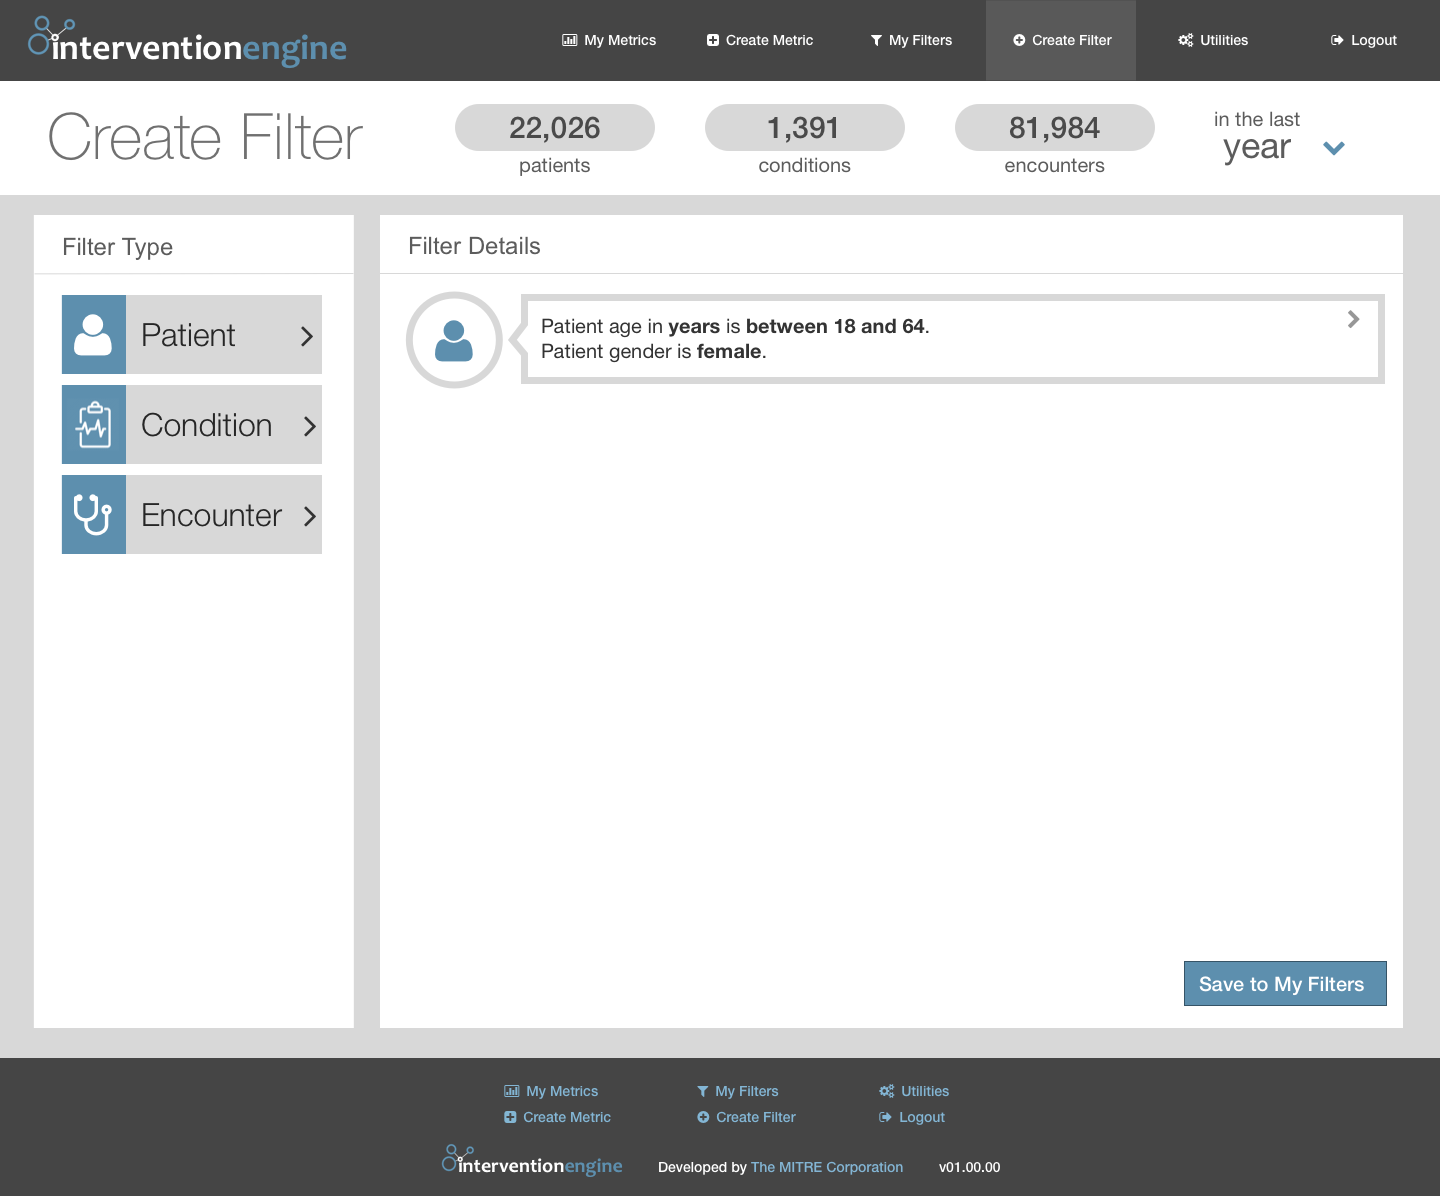 interventionengine
My Metrics
Create Metric
My Filters
Create Filter
Utilities
Logout
Create Filter
22,026
patients
1,391
conditions
81,984
encounters
in the last
year
Filter Type
Patient
Condition
Encounter
Filter Details
Patient age in years is between 18 and 64.
Patient gender is female.
Save to My Filters
My Metrics
My Filters
Utilities
Create Metric
Create Filter
Logout
interventionengine
Developed by The MITRE Corporation
v01.00.00